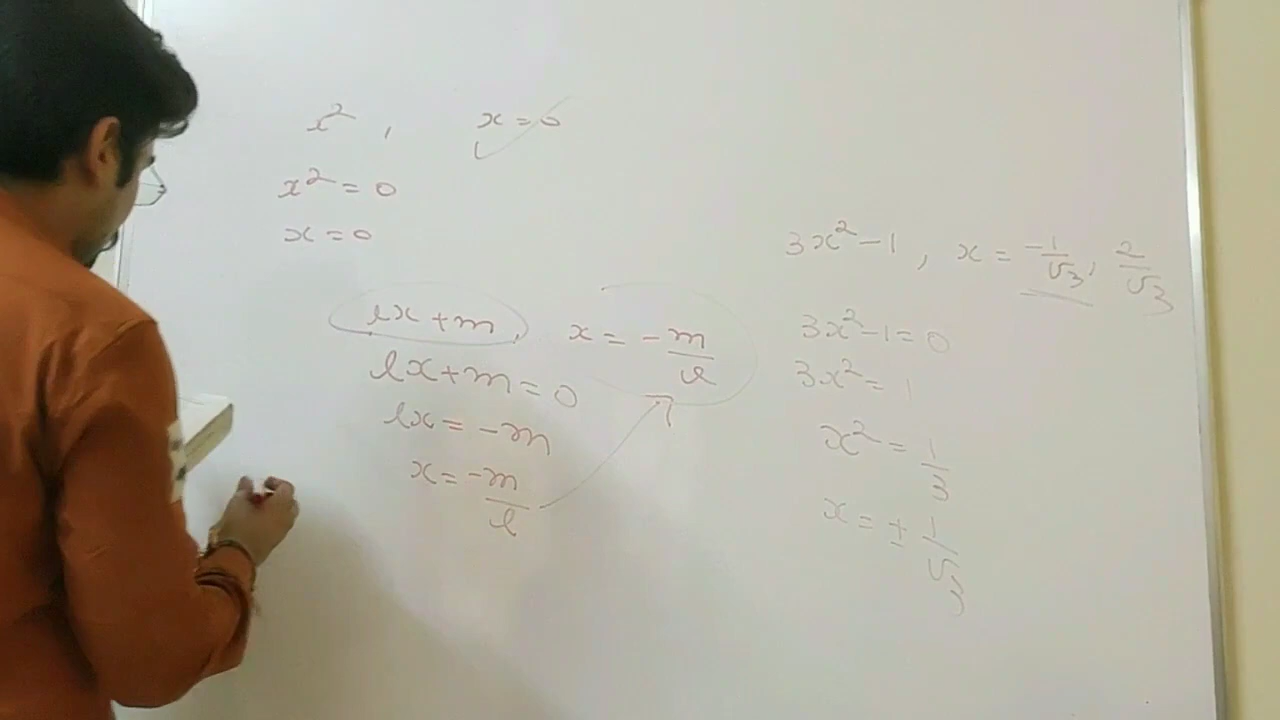 x² , x = 0
x² = 0
x = 0
lx + m , x = -m/l
lx + m = 0
lx = -m
x = -m/l
3x² - 1 , x = -1/√3 , 2/√3
3x² - 1 = 0
3x² = 1
x² = 1/3
x = ± 1/√3